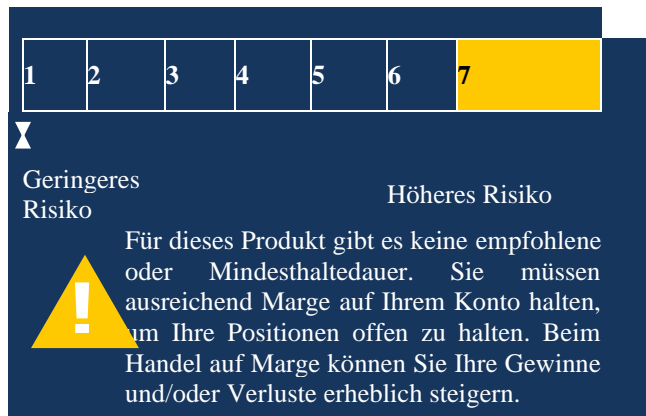 1 2 3 4 5 6 7
Geringeres
Risiko
Höheres Risiko
Für dieses Produkt gibt es keine empfohlene
oder Mindesthaltedauer. Sie müssen
ausreichend Marge auf Ihrem Konto halten,
um Ihre Positionen offen zu halten. Beim
Handel auf Marge können Sie Ihre Gewinne
und/oder Verluste erheblich steigern.